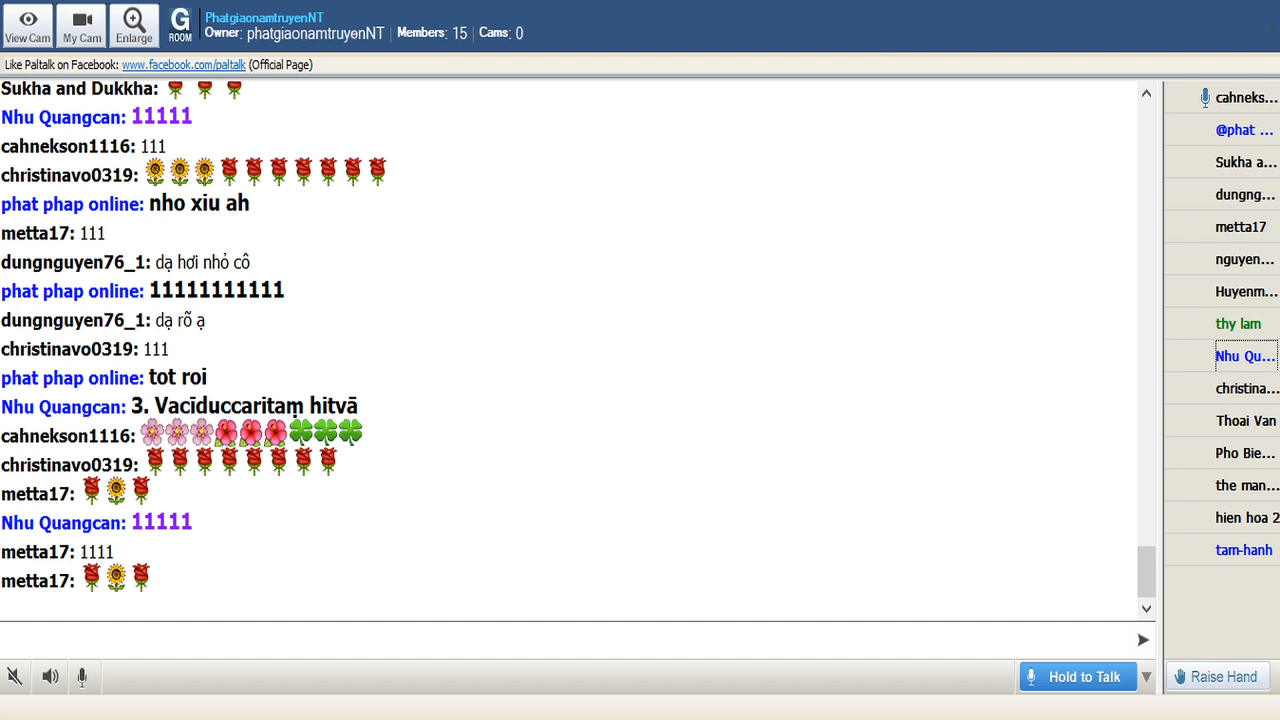 View Cam
My Cam
Enlarge
G
ROOM
PhatgiaonamtruyenNT
Owner: phatgiaonamtruyenNT | Members: 15 | Cams: 0
Like Paltalk on Facebook: www.facebook.com/paltalk (Official Page)
Sukha and Dukkha:
Nhu Quangcan: 11111
cahnekson1116: 111
christinavo0319:
phat phap online: nho xiu ah
metta17: 111
dungnguyen76_1: dạ hơi nhỏ cô
phat phap online: 11111111111
dungnguyen76_1: dạ rõ ạ
christinavo0319: 111
phat phap online: tot roi
Nhu Quangcan: 3. Vacīduccaritaṃ hitvā
cahnekson1116:
christinavo0319:
metta17:
Nhu Quangcan: 11111
metta17: 1111
metta17:
cahneks...
@phat ...
Sukha a...
dungng...
metta17
nguyen...
Huyenm...
thy lam
Nhu Qu...
christina...
Thoai Van
Pho Bie...
the man...
hien hoa 2
tam-hanh
Hold to Talk
Raise Hand